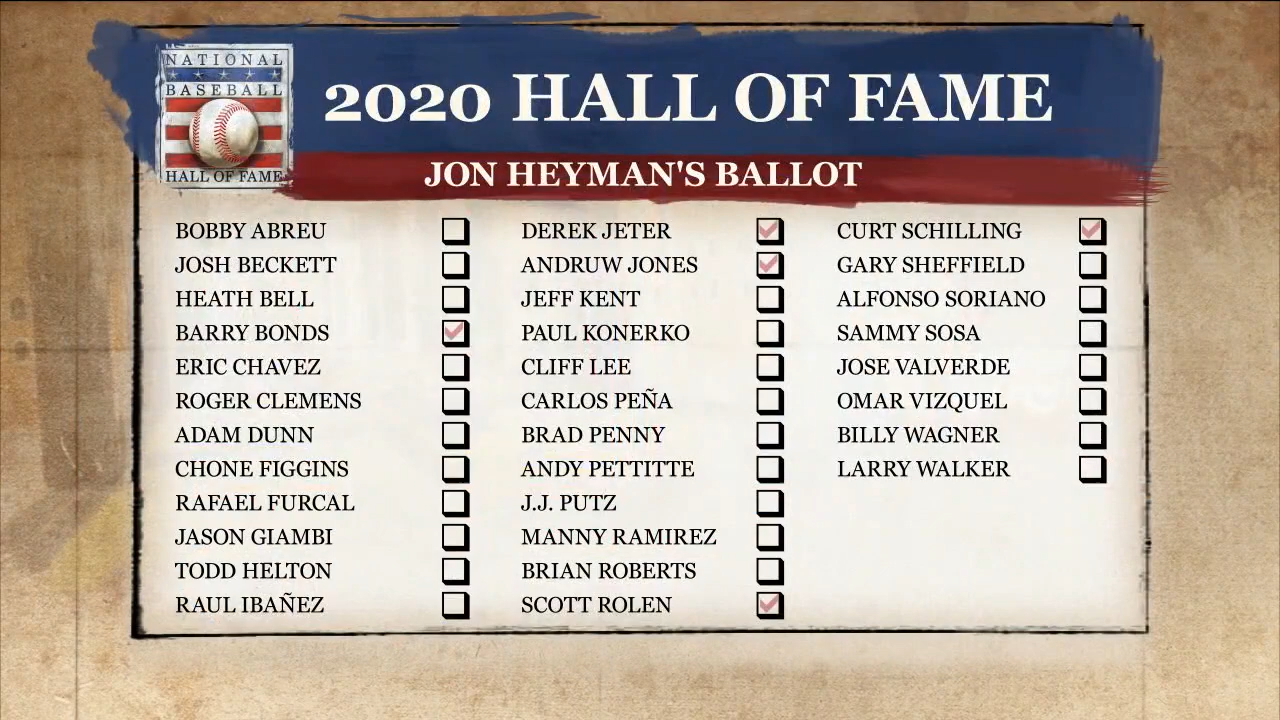 NATIONAL
BASEBALL
HALL OF FAME
2020 HALL OF FAME
JON HEYMAN'S BALLOT
BOBBY ABREU
JOSH BECKETT
HEATH BELL
BARRY BONDS
ERIC CHAVEZ
ROGER CLEMENS
ADAM DUNN
CHONE FIGGINS
RAFAEL FURCAL
JASON GIAMBI
TODD HELTON
RAUL IBAÑEZ
DEREK JETER
ANDRUW JONES
JEFF KENT
PAUL KONERKO
CLIFF LEE
CARLOS PEÑA
BRAD PENNY
ANDY PETTITTE
J.J. PUTZ
MANNY RAMIREZ
BRIAN ROBERTS
SCOTT ROLEN
CURT SCHILLING
GARY SHEFFIELD
ALFONSO SORIANO
SAMMY SOSA
JOSE VALVERDE
OMAR VIZQUEL
BILLY WAGNER
LARRY WALKER